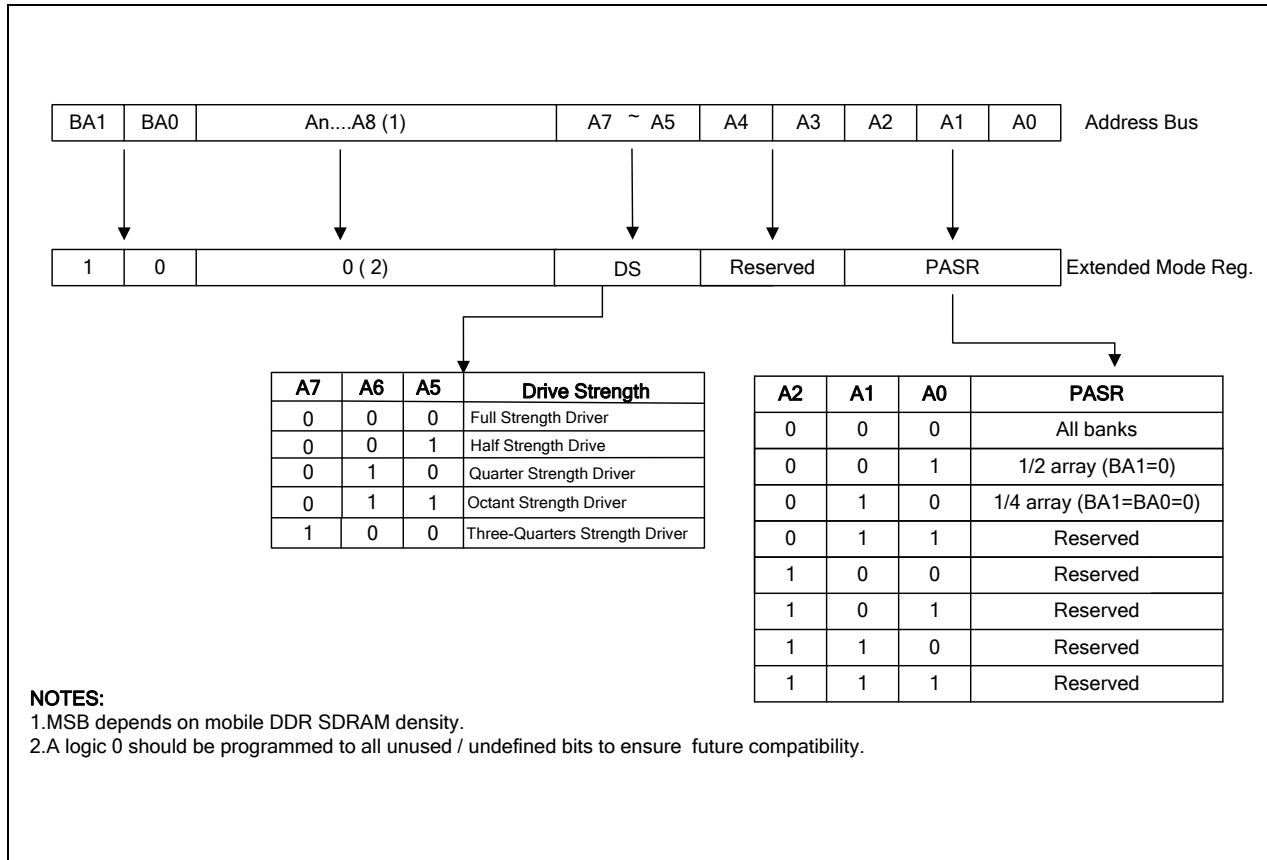 BA1 BA0 An....A8 (1) A7 ~ A5 A4 A3 A2 A1 A0 Address Bus
1 0 0 ( 2) DS Reserved PASR Extended Mode Reg.
A7 A6 A5 Drive Strength
0 0 0 Full Strength Driver
0 0 1 Half Strength Drive
0 1 0 Quarter Strength Driver
0 1 1 Octant Strength Driver
1 0 0 Three-Quarters Strength Driver
A2 A1 A0 PASR
0 0 0 All banks
0 0 1 1/2 array (BA1=0)
0 1 0 1/4 array (BA1=BA0=0)
0 1 1 Reserved
1 0 0 Reserved
1 0 1 Reserved
1 1 0 Reserved
1 1 1 Reserved
NOTES:
1.MSB depends on mobile DDR SDRAM density.
2.A logic 0 should be programmed to all unused / undefined bits to ensure future compatibility.